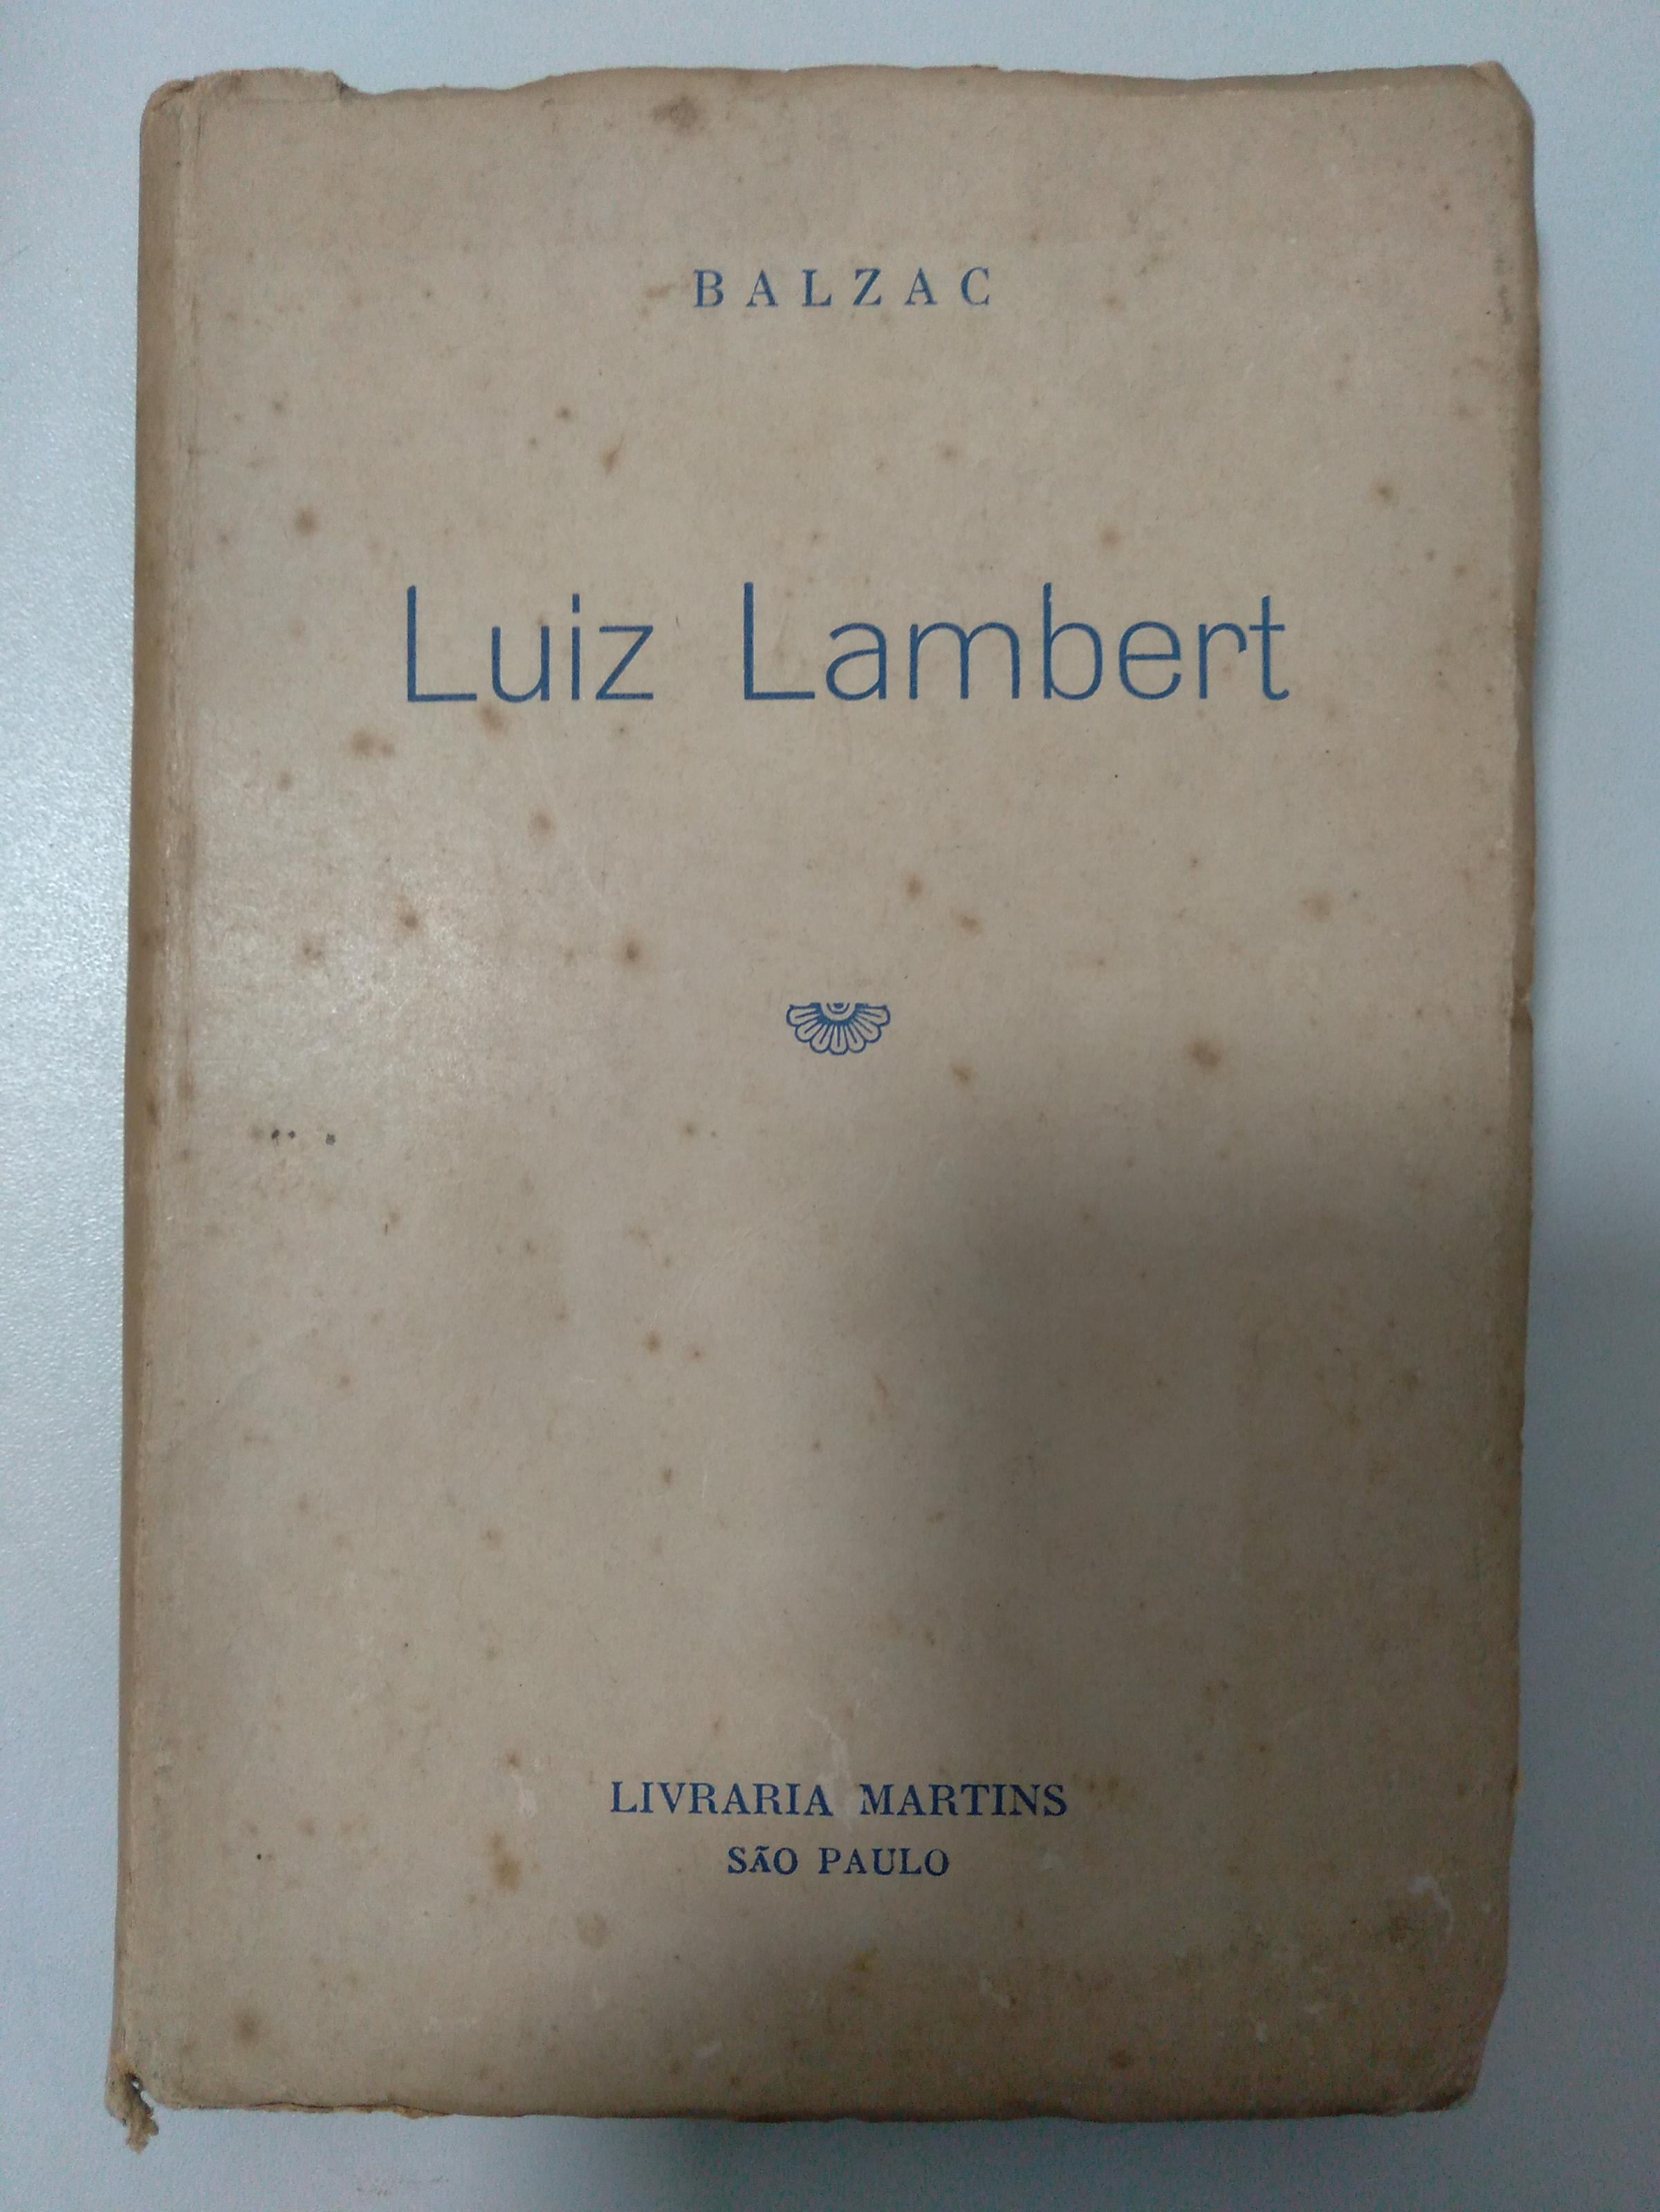 BALZAC
Luiz Lambert
LIVRARIA MARTINS
SÃO PAULO